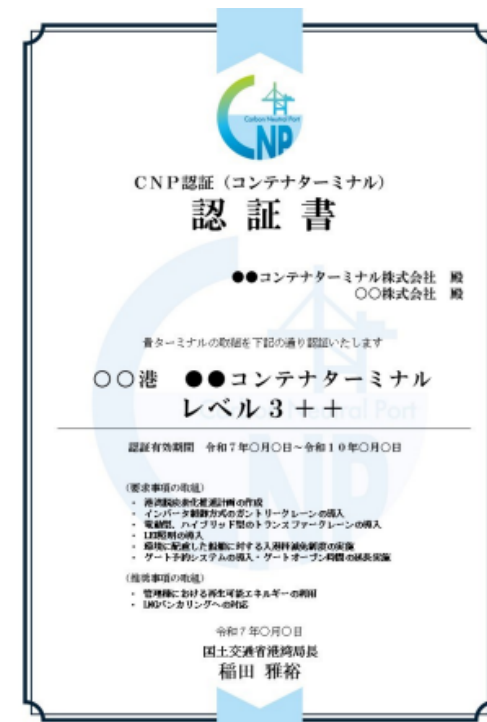 Carbon Neutral Port
CNP
CNP認証（コンテナターミナル）
認証書
●●コンテナターミナル株式会社　殿
〇〇株式会社　殿
貴ターミナルの取組を下記の通り認証いたします
〇〇港　●●コンテナターミナル
レベル3++
認証有効期間　令和7年〇月〇日～令和10年〇月〇日
（要求事項の取組）
・港湾脱炭素化推進計画の作成
・インバータ制御方式のガントリークレーンの導入
・電動型、ハイブリッド型のトランスファークレーンの導入
・LED照明の導入
・環境に配慮した船舶に対する入港料減免制度の実施
・ゲート予約システムの導入・ゲートオープン時間の延長実施
（推奨事項の取組）
・管理棟における再生可能エネルギーの利用
・LNGバンカリングへの対応
令和7年〇月〇日
国土交通省港湾局長
稲田 雅裕